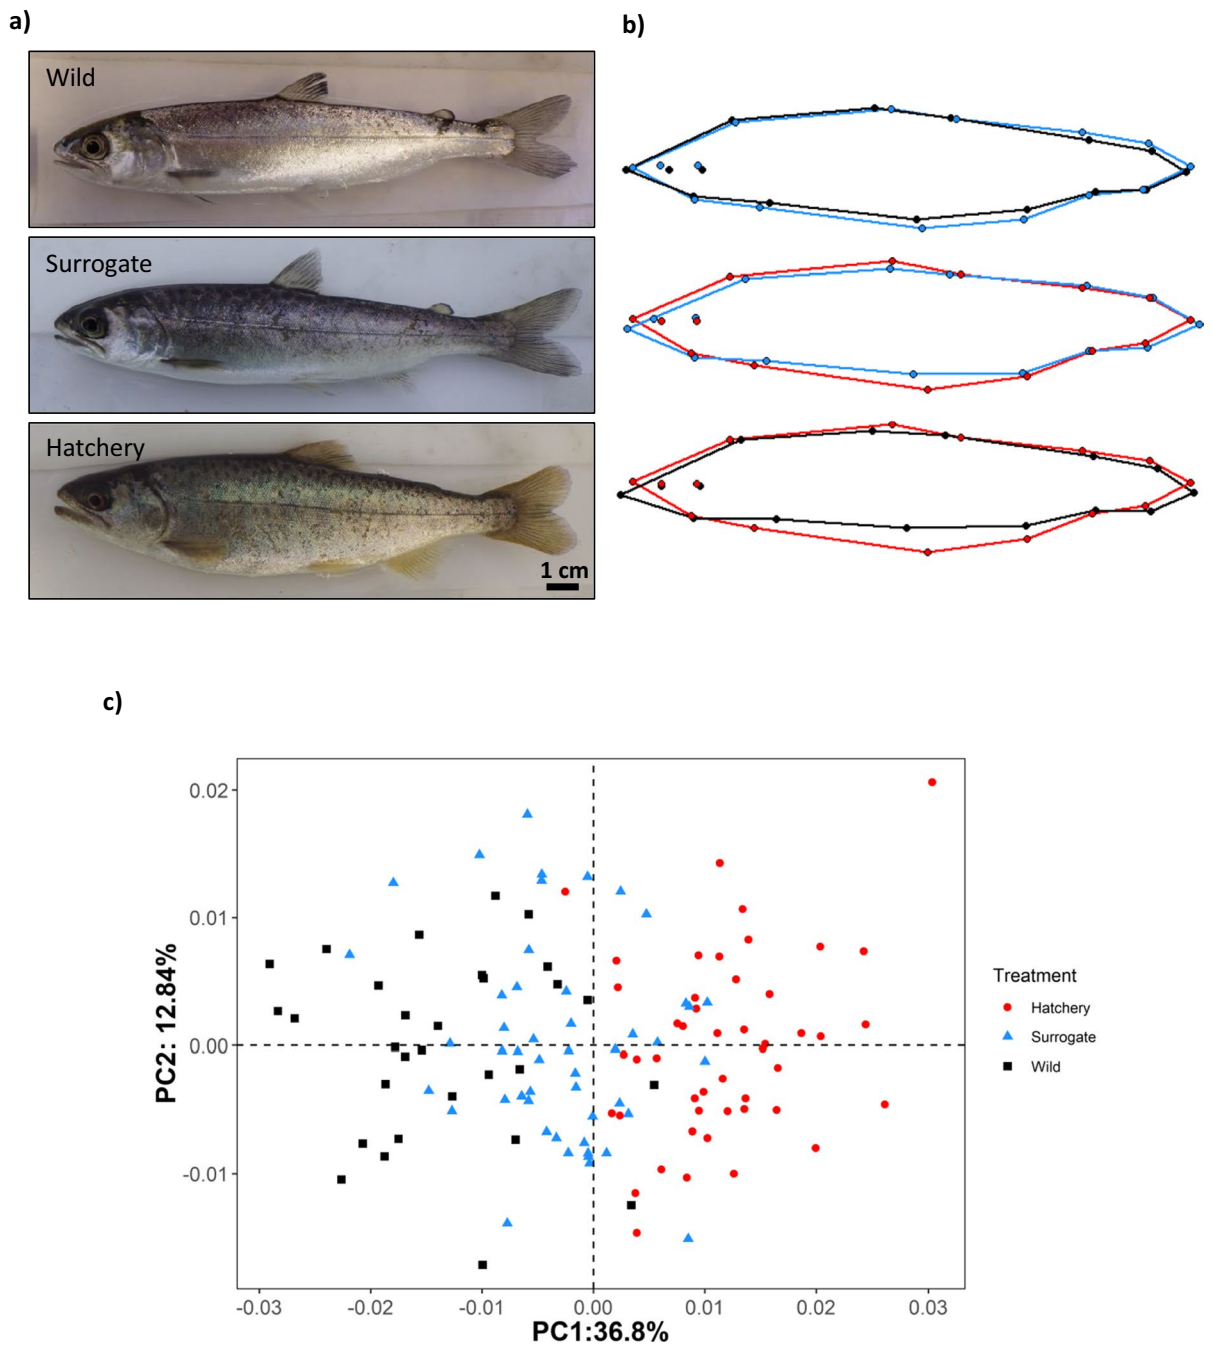 a)
b)
Wild
Surrogate
Hatchery
1 cm
c)
0.02
0.01
0.00
-0.01
PC2: 12.84%
-0.03
-0.02
-0.01
0.00
0.01
0.02
0.03
PC1:36.8%
Treatment
Hatchery
Surrogate
Wild